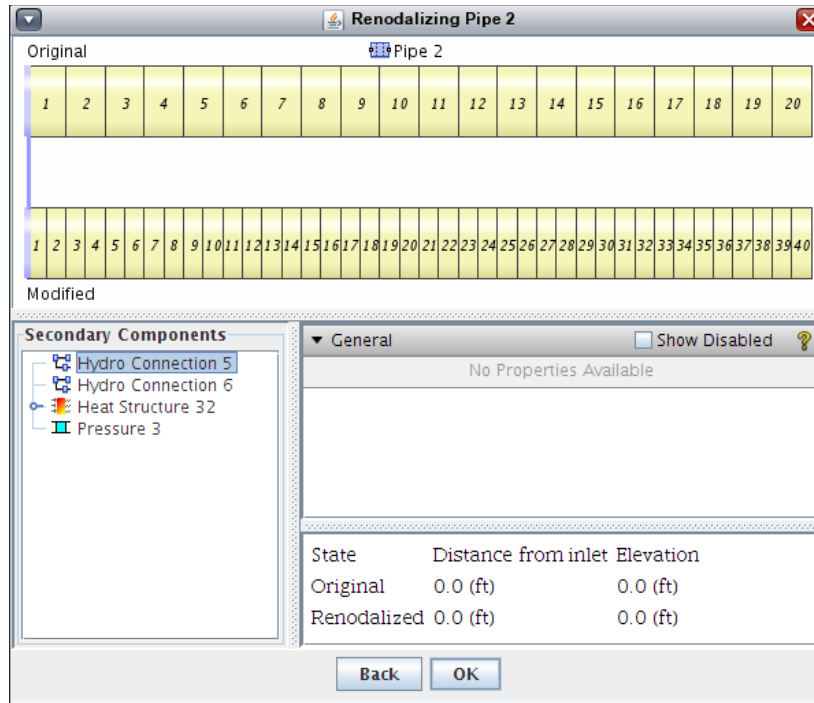 Renodalizing Pipe 2
Original
Pipe 2
1 2 3 4 5 6 7 8 9 10 11 12 13 14 15 16 17 18 19 20
1 2 3 4 5 6 7 8 9 10 11 12 13 14 15 16 17 18 19 20 21 22 23 24 25 26 27 28 29 30 31 32 33 34 35 36 37 38 39 40
Modified
Secondary Components
Hydro Connection 5
Hydro Connection 6
Heat Structure 32
Pressure 3
General
Show Disabled
?
No Properties Available
State Distance from inlet Elevation
Original 0.0 (ft) 0.0 (ft)
Renodalized 0.0 (ft) 0.0 (ft)
Back OK